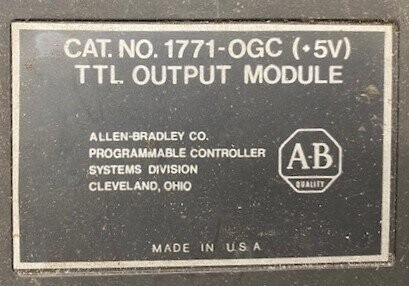 CAT. NO. 1771-OGC (+5V)
TTL OUTPUT MODULE
ALLEN-BRADLEY CO.
PROGRAMMABLE CONTROLLER
SYSTEMS DIVISION
CLEVELAND, OHIO
A-B
QUALITY
MADE IN U.S.A